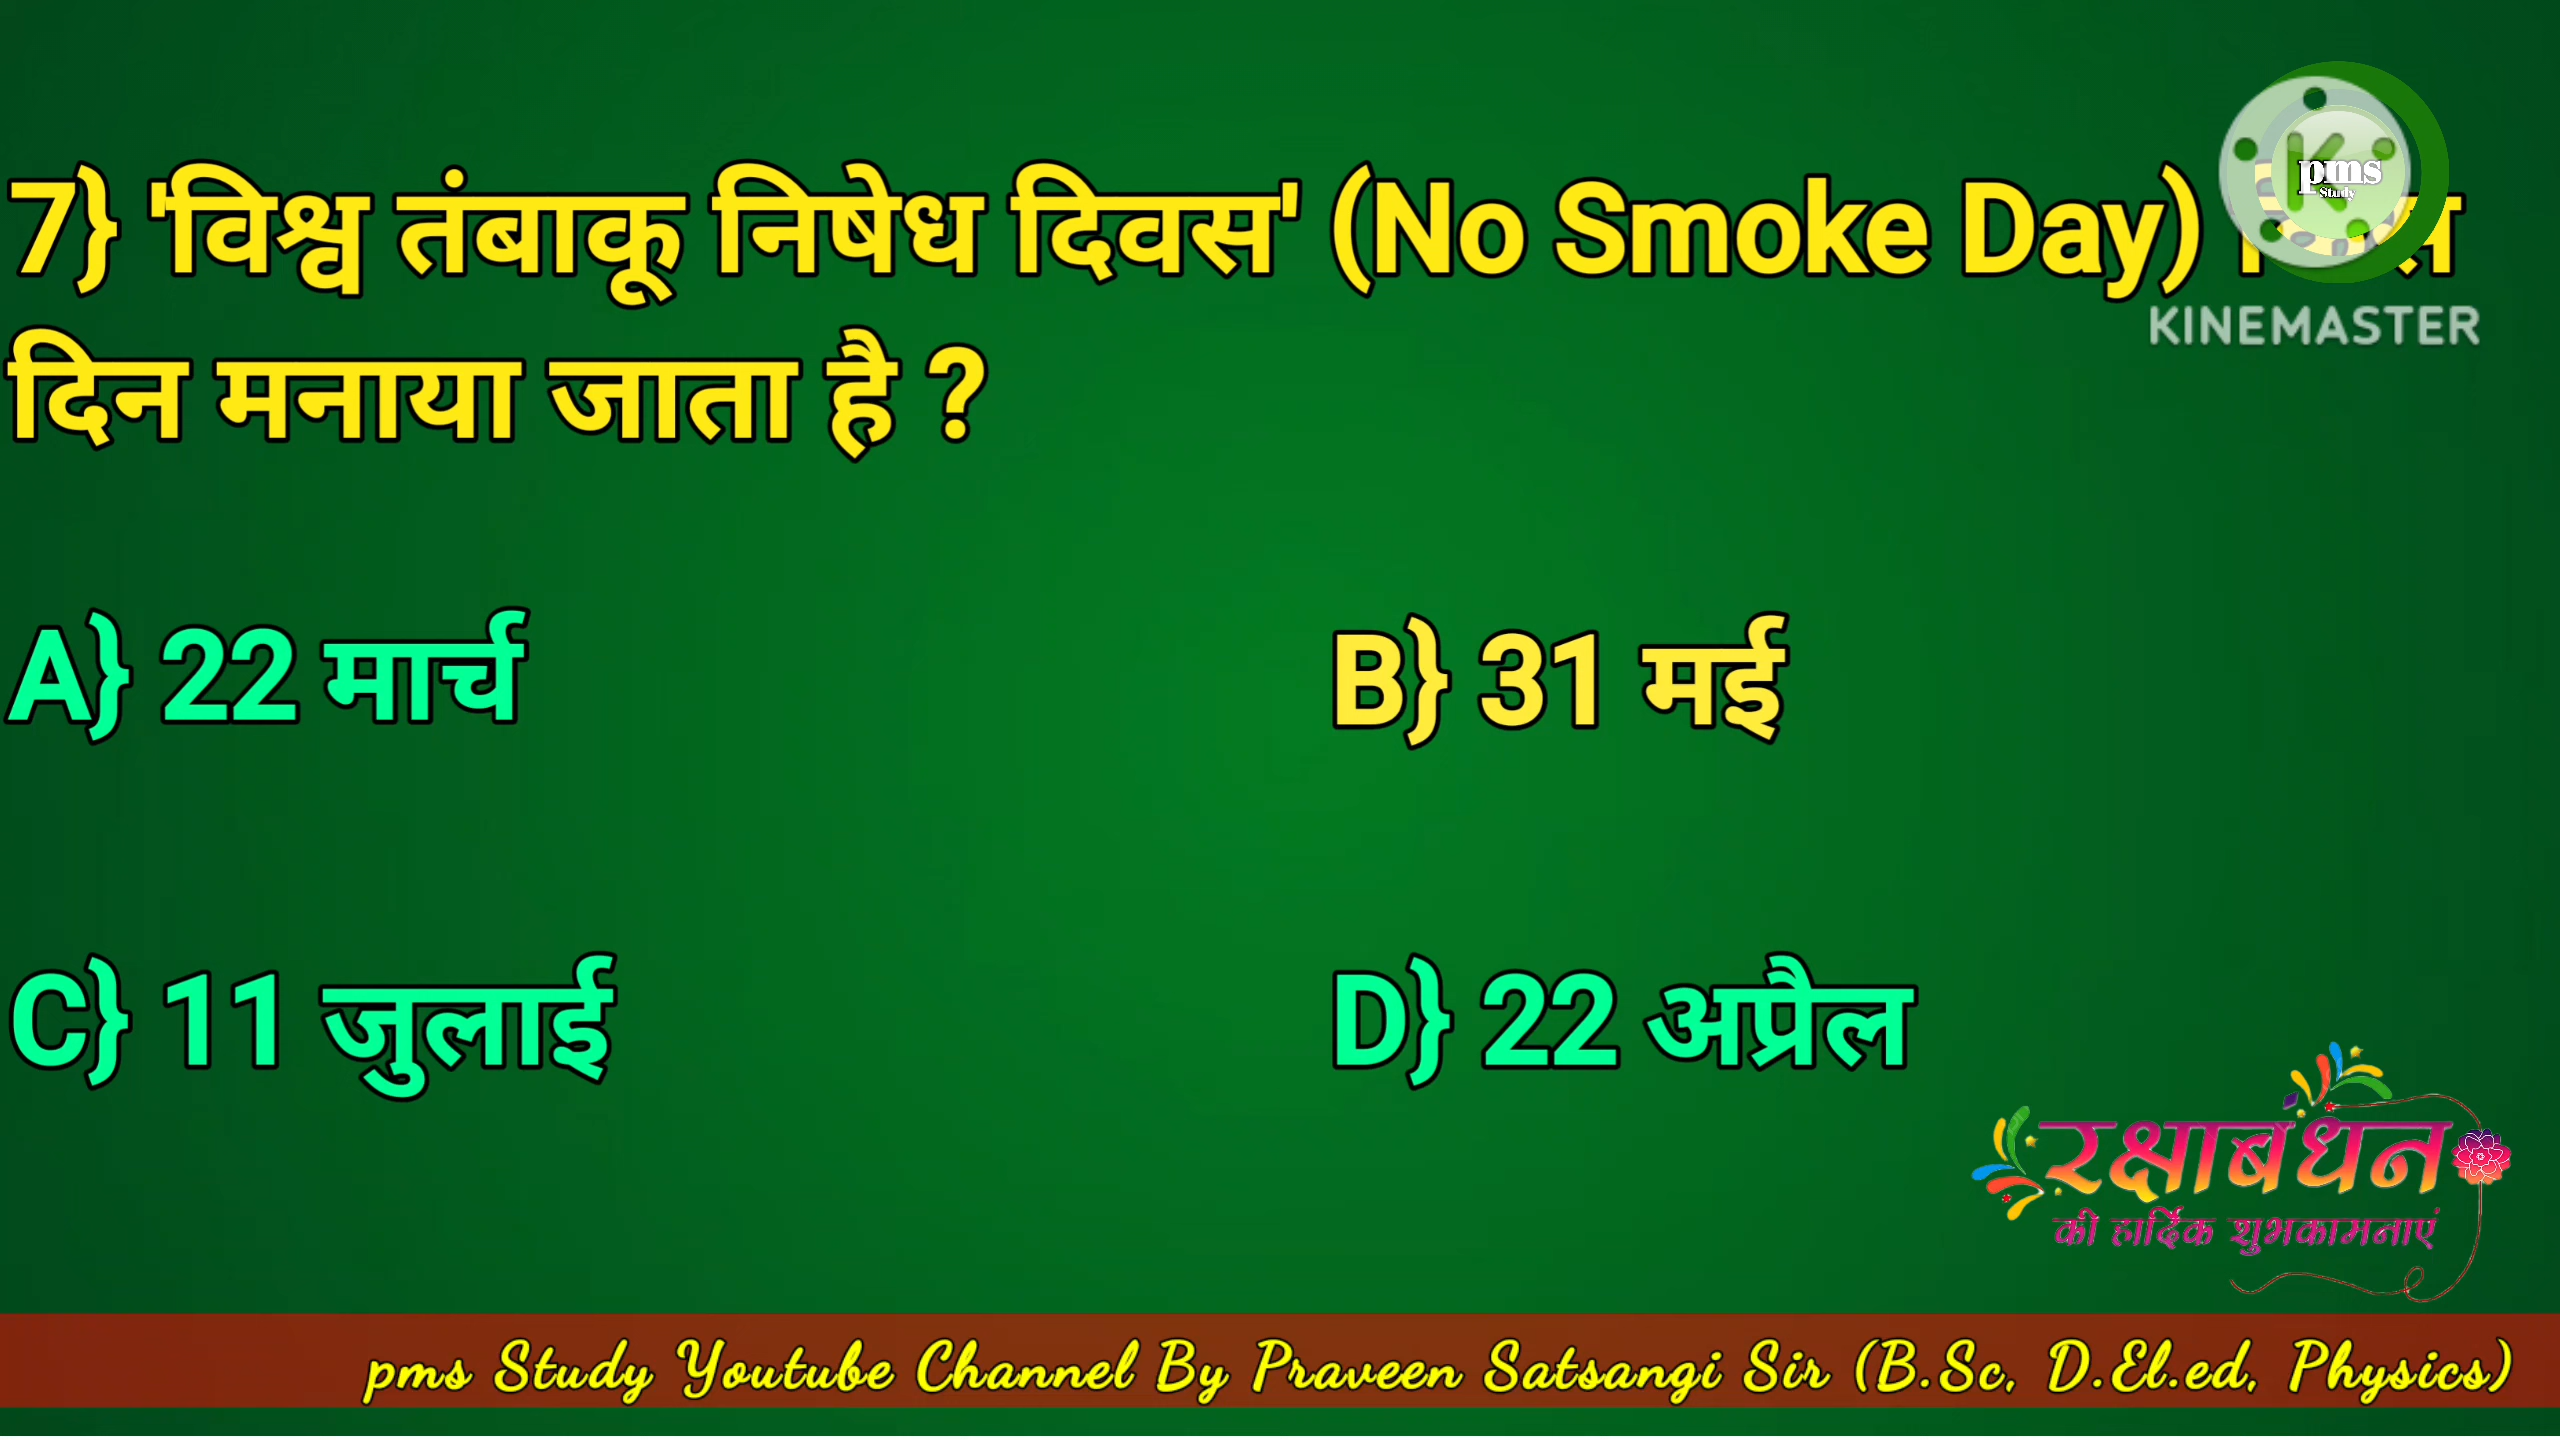 7} 'विश्व तंबाकू निषेध दिवस' (No Smoke Day)
pms
Study
KINEMASTER
दिन मनाया जाता है ?
A} 22 मार्च
B} 31 मई
C} 11 जुलाई
D} 22 अप्रैल
रक्षाबंधन
की हार्दिक शुभकामनाएं
pms Study Youtube Channel By Praveen Satsangi Sir (B.Sc, D.El.ed, Physics)